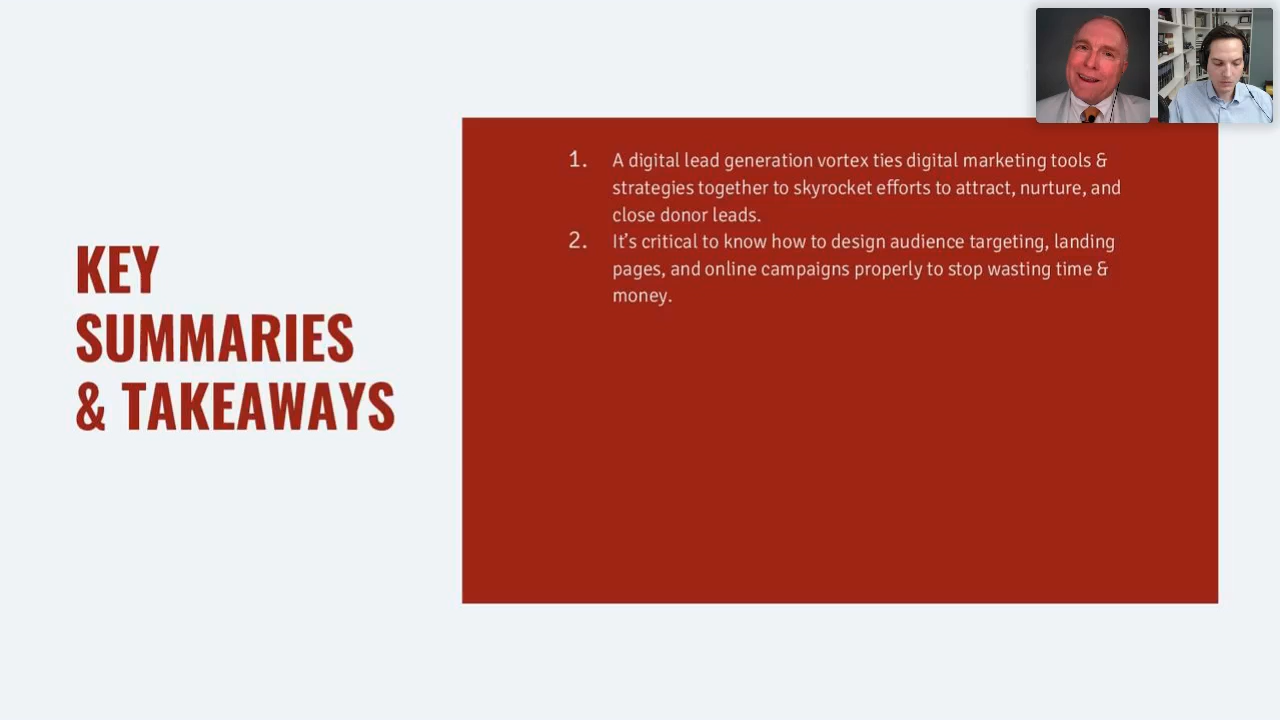 KEY
SUMMARIES
& TAKEAWAYS
1. A digital lead generation vortex ties digital marketing tools &
strategies together to skyrocket efforts to attract, nurture, and
close donor leads.
2. It’s critical to know how to design audience targeting, landing
pages, and online campaigns properly to stop wasting time &
money.